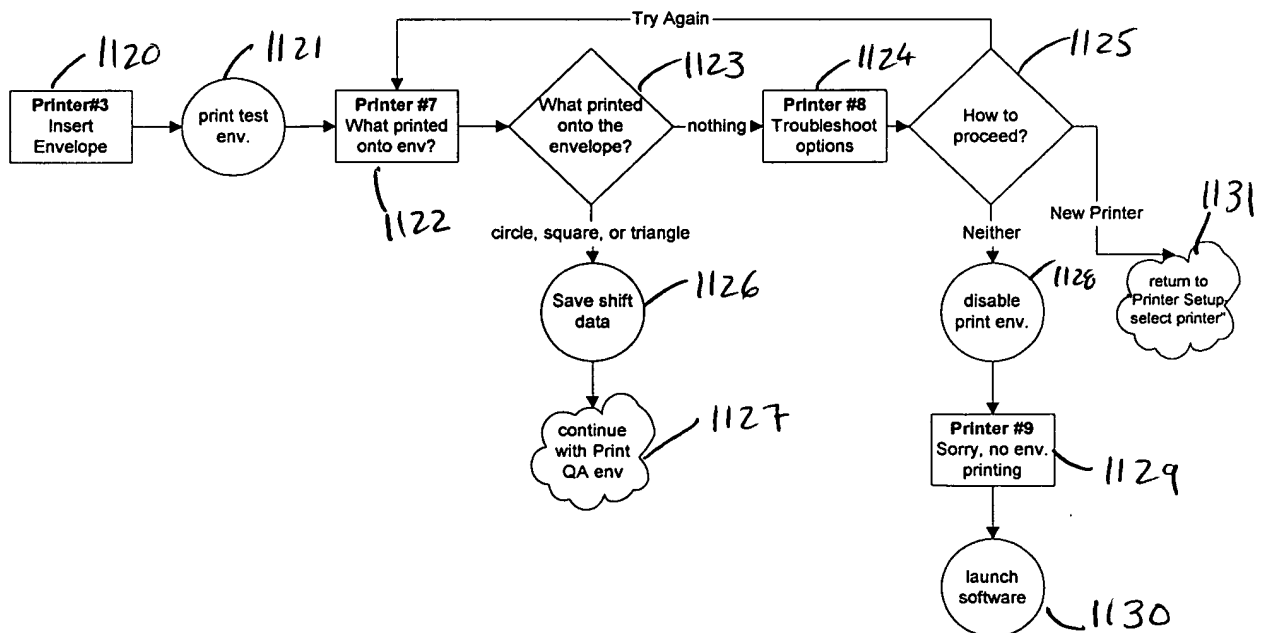 Try Again
1120
1121
1123
1124
1125
Printer#3
Insert
Envelope
print test
env.
Printer #7
What printed
onto env?
What printed
onto the
envelope?
nothing
Printer #8
Troubleshoot
options
How to
proceed?
1122
circle, square, or triangle
Neither
New Printer
1131
Save shift
data
1126
disable
print env.
1128
return to
"Printer Setup,
select printer"
continue
with Print
QA env
1127
Printer #9
Sorry, no env.
printing
1129
launch
software
1130